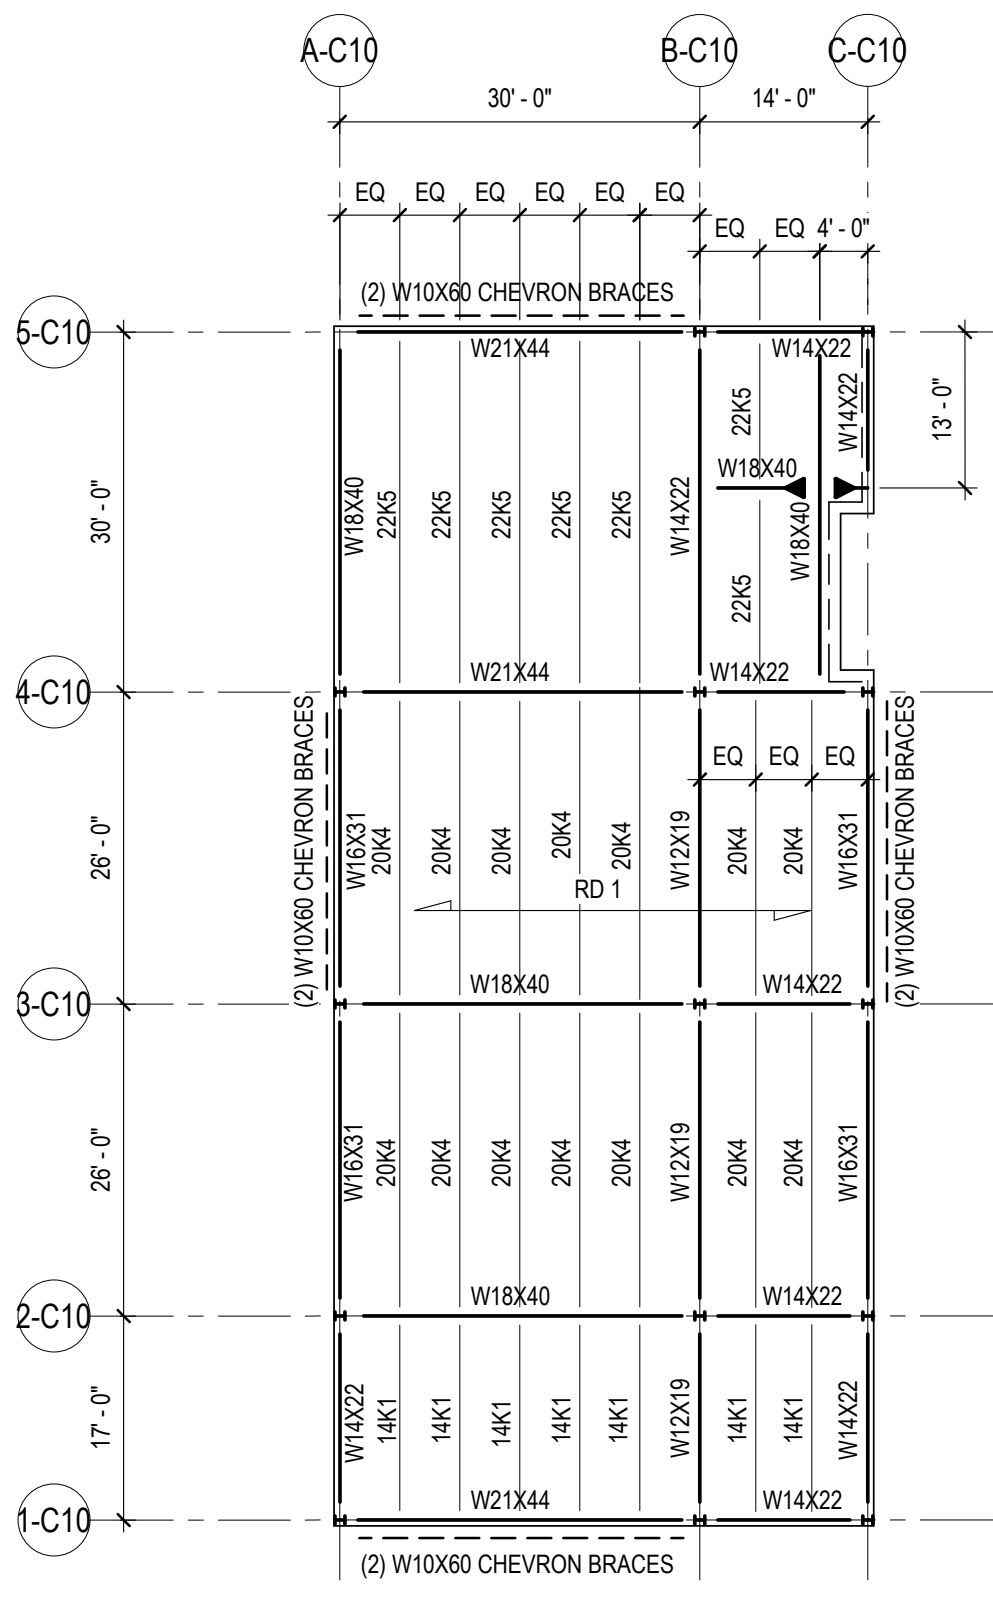 A-C10 B-C10 C-C10
30' - 0" 14' - 0"
EQ EQ EQ EQ EQ EQ
EQ EQ 4' - 0"
(2) W10X60 CHEVRON BRACES
5-C10
W21X44 W14X22
22K5 W14X22 13' - 0"
W18X40
30' - 0" W18X40 22K5 22K5 22K5 22K5 22K5 W14X22 W18X40
22K5
W21X44 W14X22
4-C10
(2) W10X60 CHEVRON BRACES (2) W10X60 CHEVRON BRACES
EQ EQ EQ
26' - 0" W16X31 20K4 20K4 20K4 20K4 20K4 W12X19 20K4 20K4 W16X31
RD 1
W18X40 W14X22
3-C10
26' - 0" W16X31 20K4 20K4 20K4 20K4 20K4 W12X19 20K4 20K4 W16X31
W18X40 W14X22
2-C10
17' - 0" W14X22 14K1 14K1 14K1 14K1 14K1 W12X19 14K1 14K1 W14X22
W21X44 W14X22
1-C10
(2) W10X60 CHEVRON BRACES